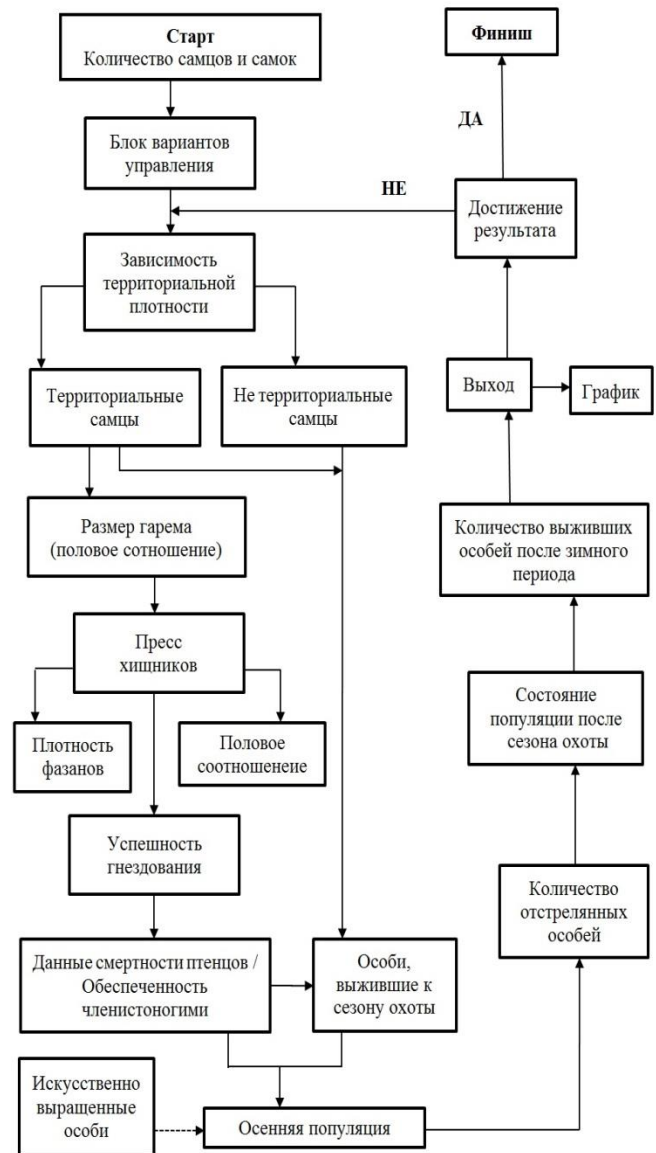 Старт
Количество самцов и самок
Финиш
ДА
Блок вариантов
управления
НЕ
Достижение
результата
Зависимость
территориальной
плотности
Территориальные
самцы
Не территориальные
самцы
Выход
График
Размер гарема
(половое сотношение)
Количество выживших
особей после зимного
периода
Пресс
хищников
Плотность
фазанов
Половое
соотношенеие
Состояние
популяции после
сезона охоты
Успешность
гнездования
Количество
отстрелянных
особей
Данные смертности птенцов /
Обеспеченность
членистоногими
Особи,
выжившие к
сезону охоты
Искусственно
выращенные
особи
Осенняя популяция